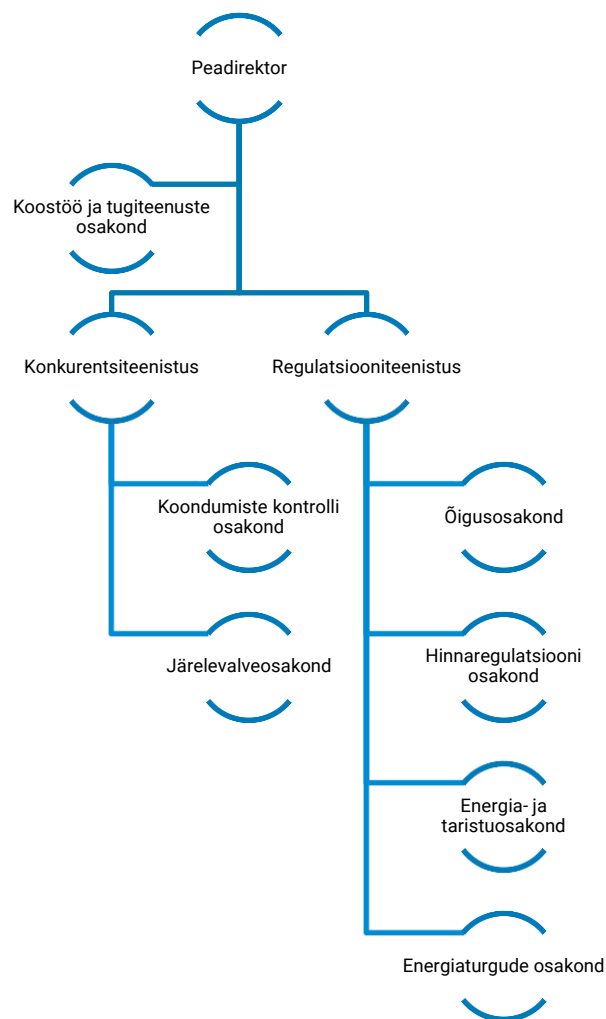 Peadirektor
Koostöö ja tugiteenuste
osakond
Konkurentsiteenistus
Regulatsiooniteenistus
Koondumiste kontrolli
osakond
Järelevalveosakond
Õigusosakond
Hinnaregulatsiooni
osakond
Energia- ja
taristuosakond
Energiaturgude osakond